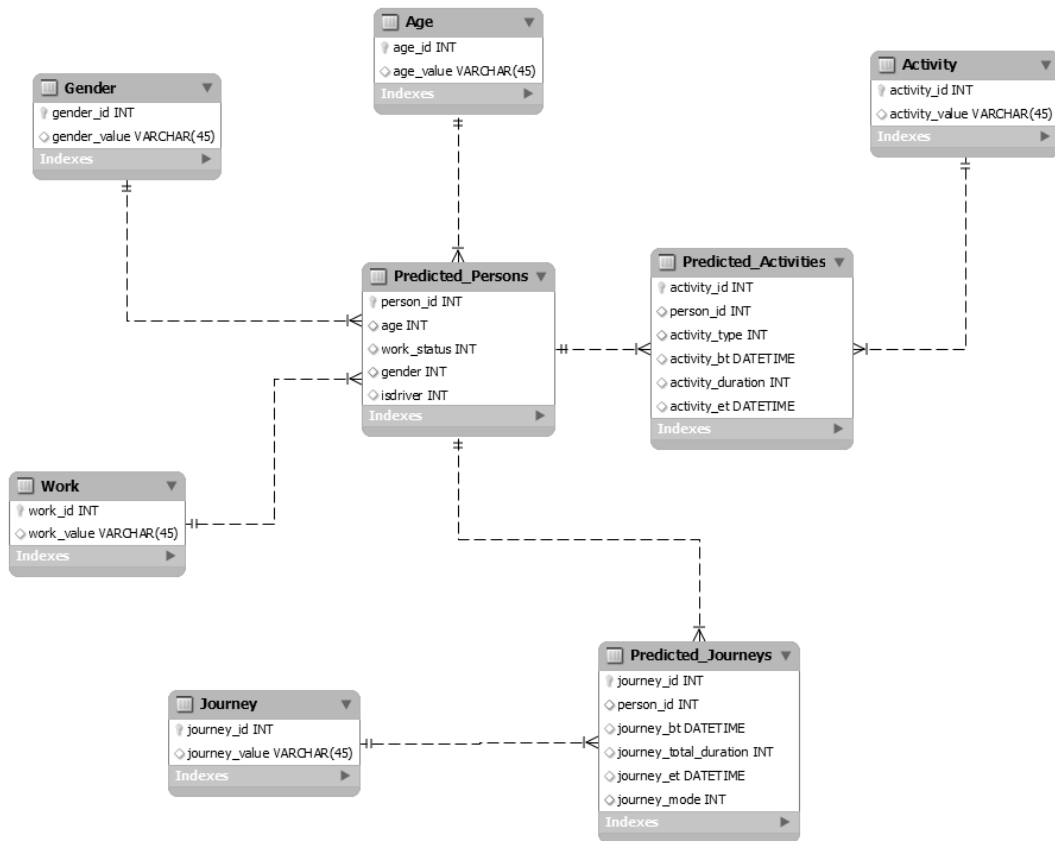 Age
age_id INT
age_value VARCHAR(45)
Indexes
Gender
gender_id INT
gender_value VARCHAR(45)
Indexes
Activity
activity_id INT
activity_value VARCHAR(45)
Indexes
Predicted_Persons
person_id INT
age INT
work_status INT
gender INT
isdriver INT
Indexes
Predicted_Activities
activity_id INT
person_id INT
activity_type INT
activity_bt DATETIME
activity_duration INT
activity_et DATETIME
Indexes
Work
work_id INT
work_value VARCHAR(45)
Indexes
Predicted_Journeys
journey_id INT
person_id INT
journey_bt DATETIME
journey_total_duration INT
journey_et DATETIME
journey_mode INT
Indexes
Journey
journey_id INT
journey_value VARCHAR(45)
Indexes